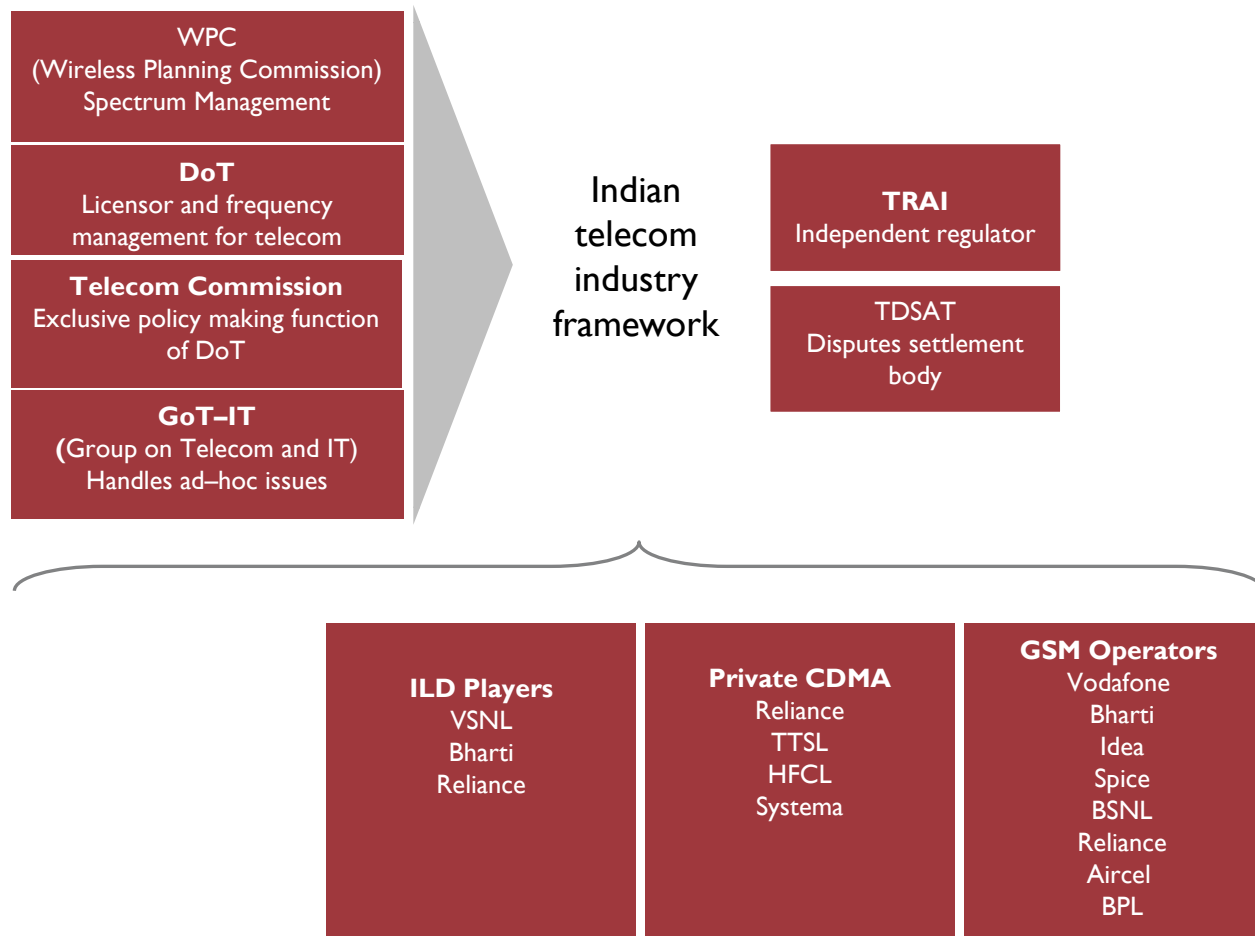 WPC
(Wireless Planning Commission)
Spectrum Management
DoT
Licensor and frequency
management for telecom
Telecom Commission
Exclusive policy making function
of DoT
GoT–IT
(Group on Telecom and IT)
Handles ad–hoc issues
Indian
telecom
industry
framework
TRAI
Independent regulator
TDSAT
Disputes settlement
body
ILD Players
VSNL
Bharti
Reliance
Private CDMA
Reliance
TTSL
HFCL
Systema
GSM Operators
Vodafone
Bharti
Idea
Spice
BSNL
Reliance
Aircel
BPL